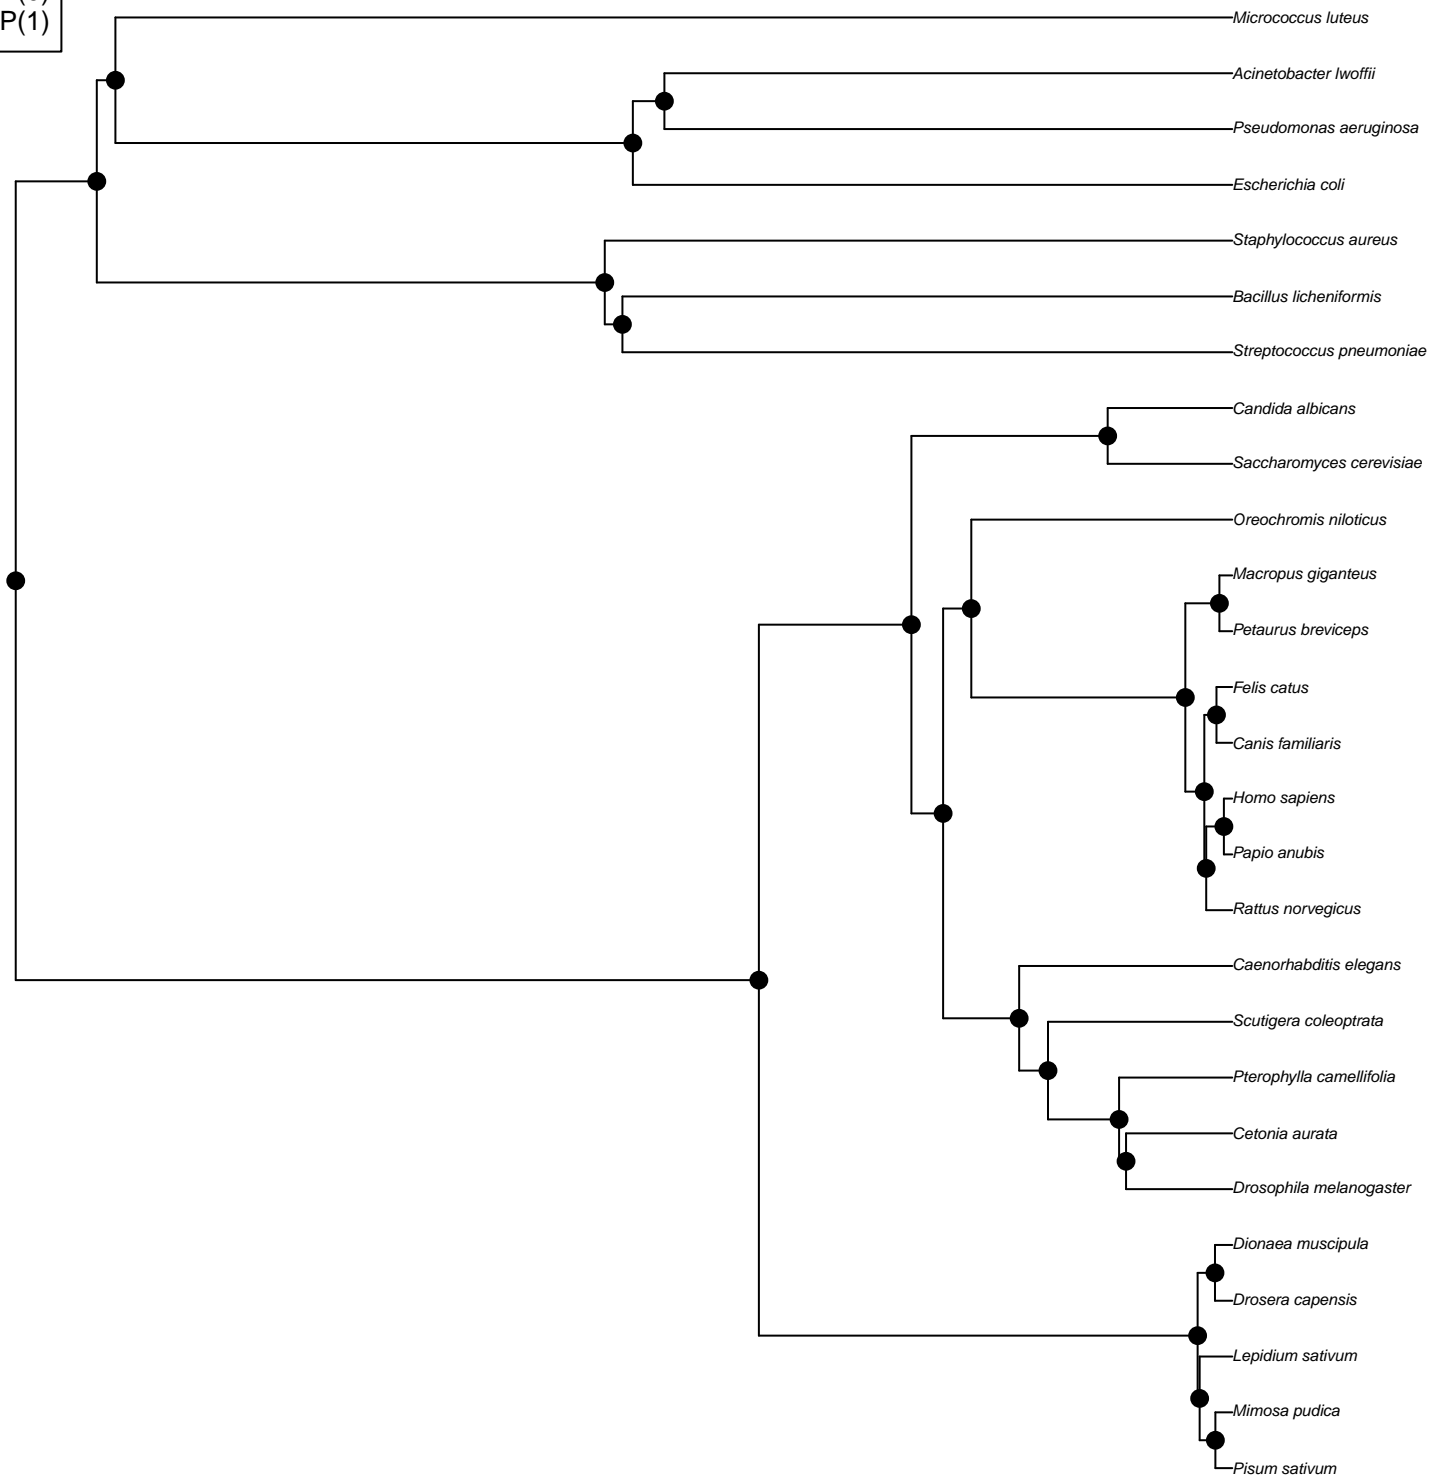 P(1)
Micrococcus luteus
Acinetobacter lwoffii
Pseudomonas aeruginosa
Escherichia coli
Staphylococcus aureus
Bacillus licheniformis
Streptococcus pneumoniae
Candida albicans
Saccharomyces cerevisiae
Oreochromis niloticus
Macropus giganteus
Petaurus breviceps
Felis catus
Canis familiaris
Homo sapiens
Papio anubis
Rattus norvegicus
Caenorhabditis elegans
Scutigera coleoptrata
Pterophylla camellifolia
Cetonia aurata
Drosophila melanogaster
Dionaea muscipula
Drosera capensis
Lepidium sativum
Mimosa pudica
Pisum sativum